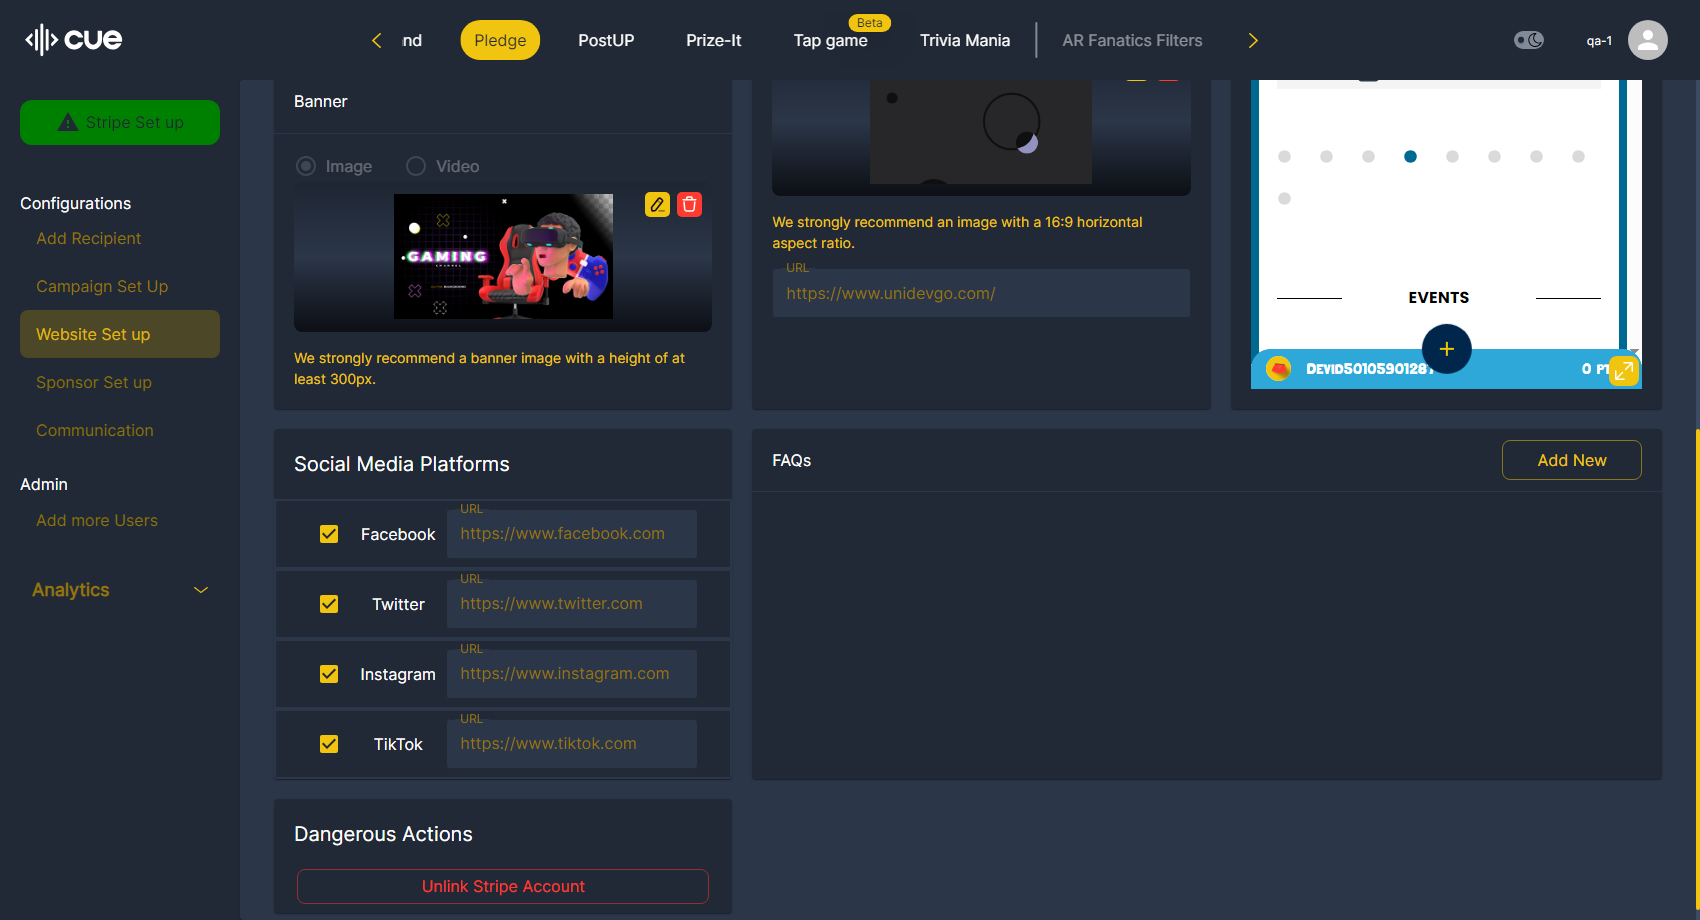 cue
nd
Pledge
PostUP
Prize-It
Tap game
Beta
Trivia Mania
AR Fanatics Filters
qa-1
Stripe Set up
Configurations
Add Recipient
Campaign Set Up
Website Set up
Sponsor Set up
Communication
Admin
Add more Users
Analytics
Banner
Image
Video
GAMING
We strongly recommend a banner image with a height of at
least 300px.
We strongly recommend an image with a 16:9 horizontal
aspect ratio.
URL
https://www.unidevgo.com/
EVENTS
DEVID5010590128
0 PT
Social Media Platforms
Facebook
URL
https://www.facebook.com
Twitter
URL
https://www.twitter.com
Instagram
URL
https://www.instagram.com
TikTok
URL
https://www.tiktok.com
FAQs
Add New
Dangerous Actions
Unlink Stripe Account